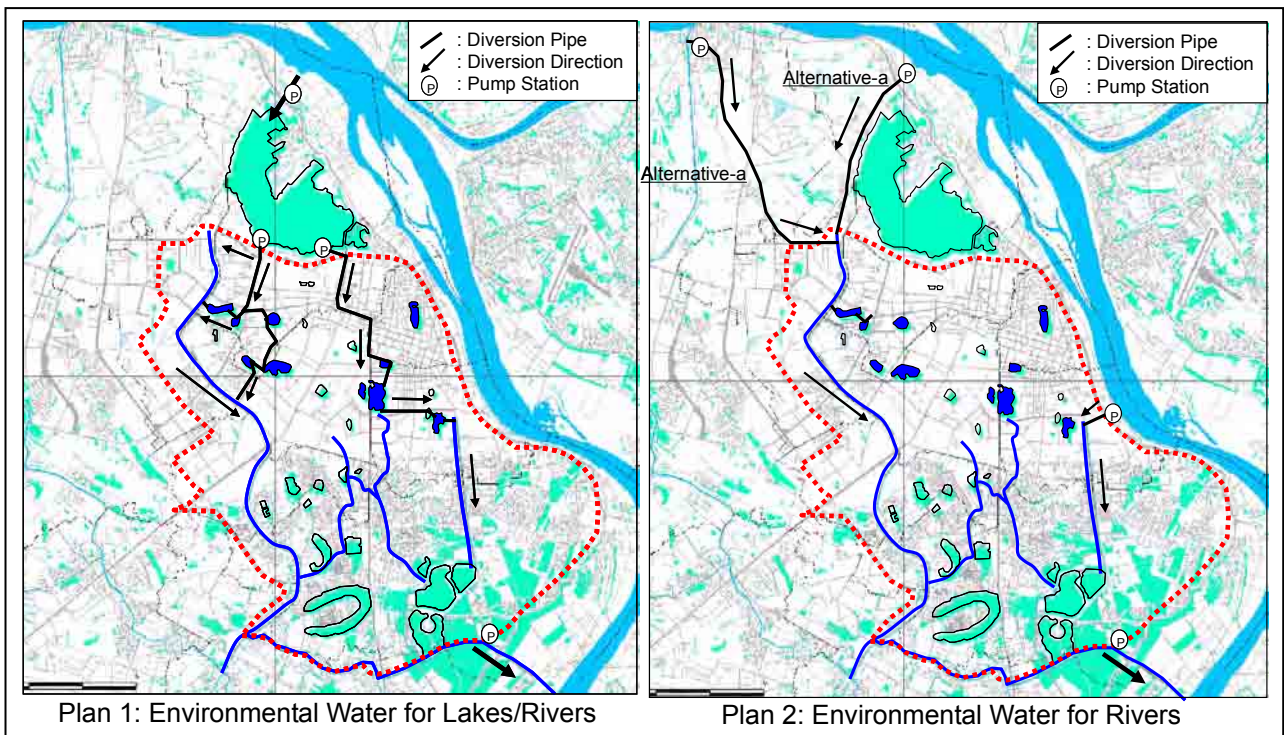 : Diversion Pipe
: Diversion Direction
P : Pump Station
P
P
P
P
Plan 1: Environmental Water for Lakes/Rivers
: Diversion Pipe
: Diversion Direction
P : Pump Station
P
Alternative-a
P
Alternative-a
P
P
Plan 2: Environmental Water for Rivers